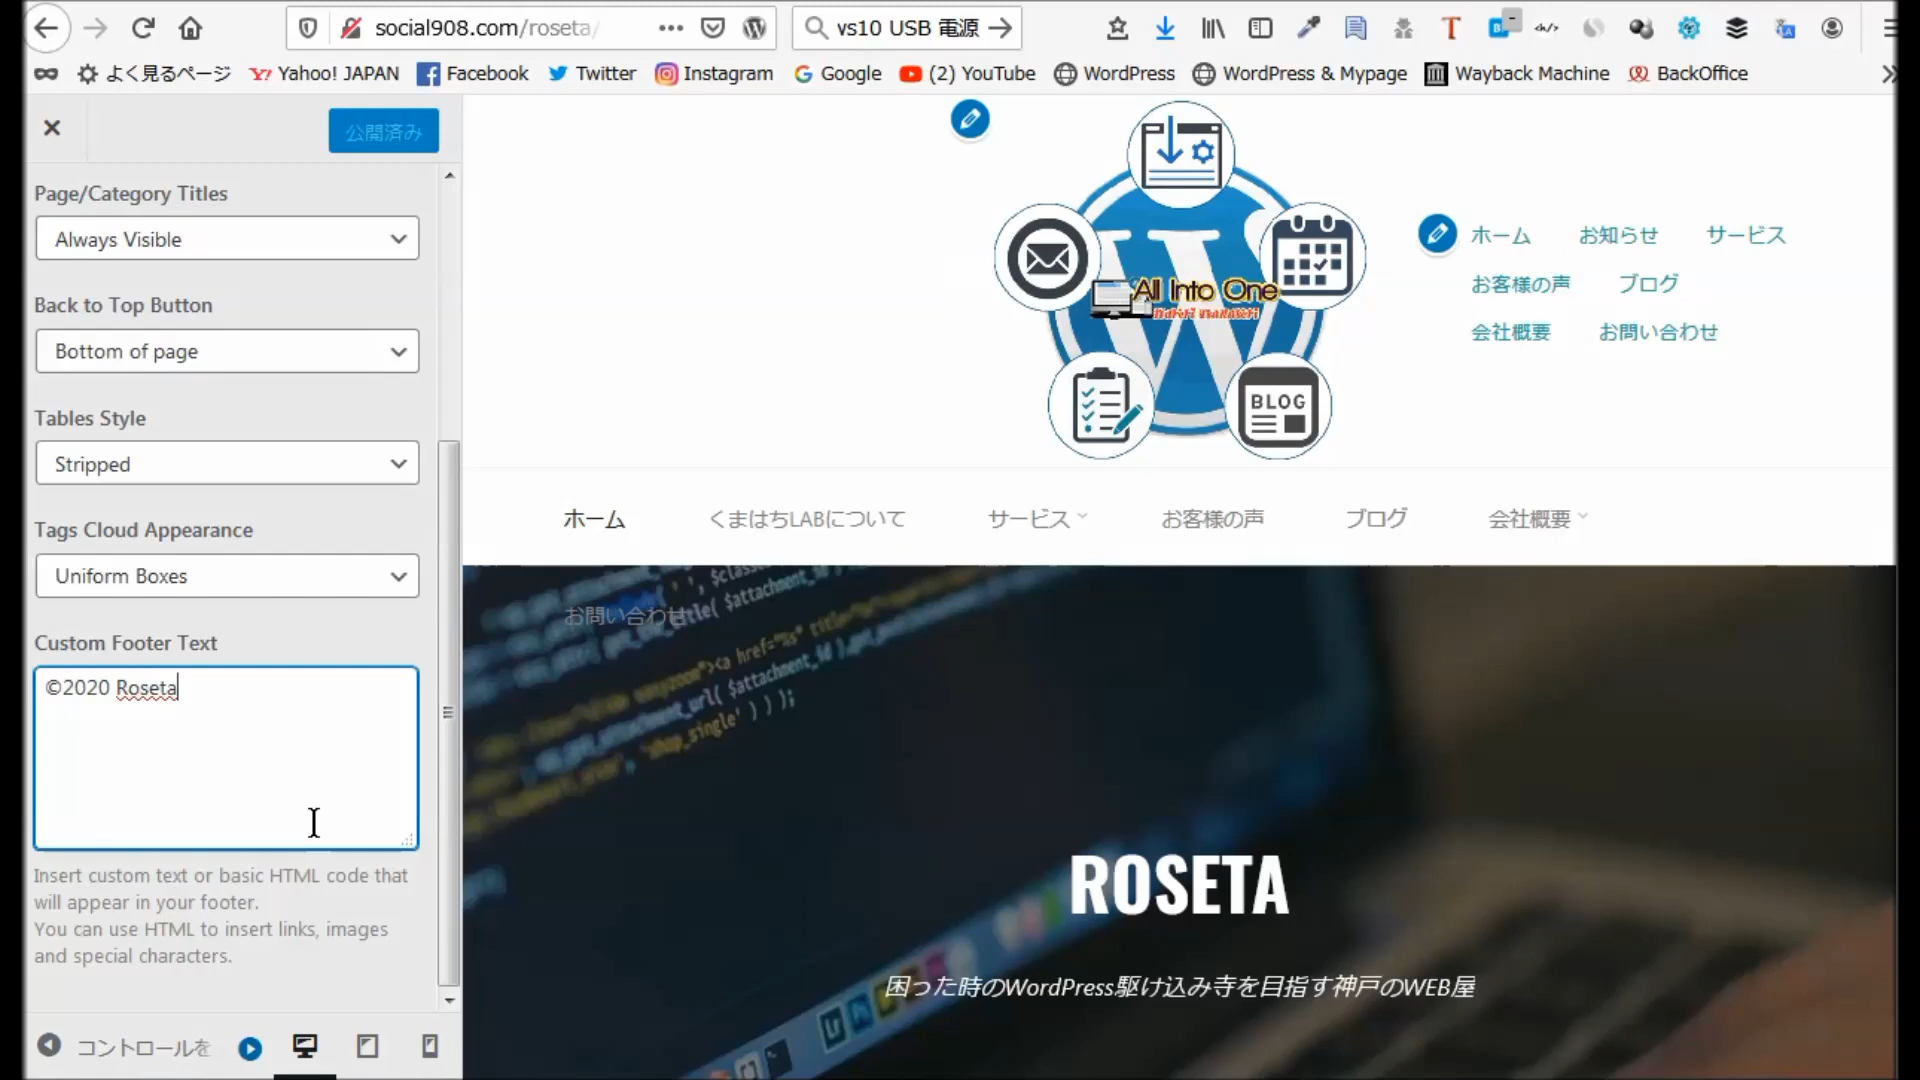 social908.com/roseta/
vs10 USB 電源
よく見るページ
Yahoo! JAPAN
Facebook
Twitter
Instagram
Google
(2) YouTube
WordPress
WordPress & Mypage
Wayback Machine
BackOffice
公開済み
Page/Category Titles
Always Visible
Back to Top Button
Bottom of page
Tables Style
Stripped
Tags Cloud Appearance
Uniform Boxes
Custom Footer Text
©2020 Roseta
Insert custom text or basic HTML code that
will appear in your footer.
You can use HTML to insert links, images
and special characters.
コントロールを
All Into One
BLOG
ホーム お知らせ サービス
お客様の声 ブログ
会社概要 お問い合わせ
ホーム くまはちLABについて サービス お客様の声 ブログ 会社概要
お問い合わせ
ROSETA
困った時のWordPress駆け込み寺を目指す神戸のWEB屋